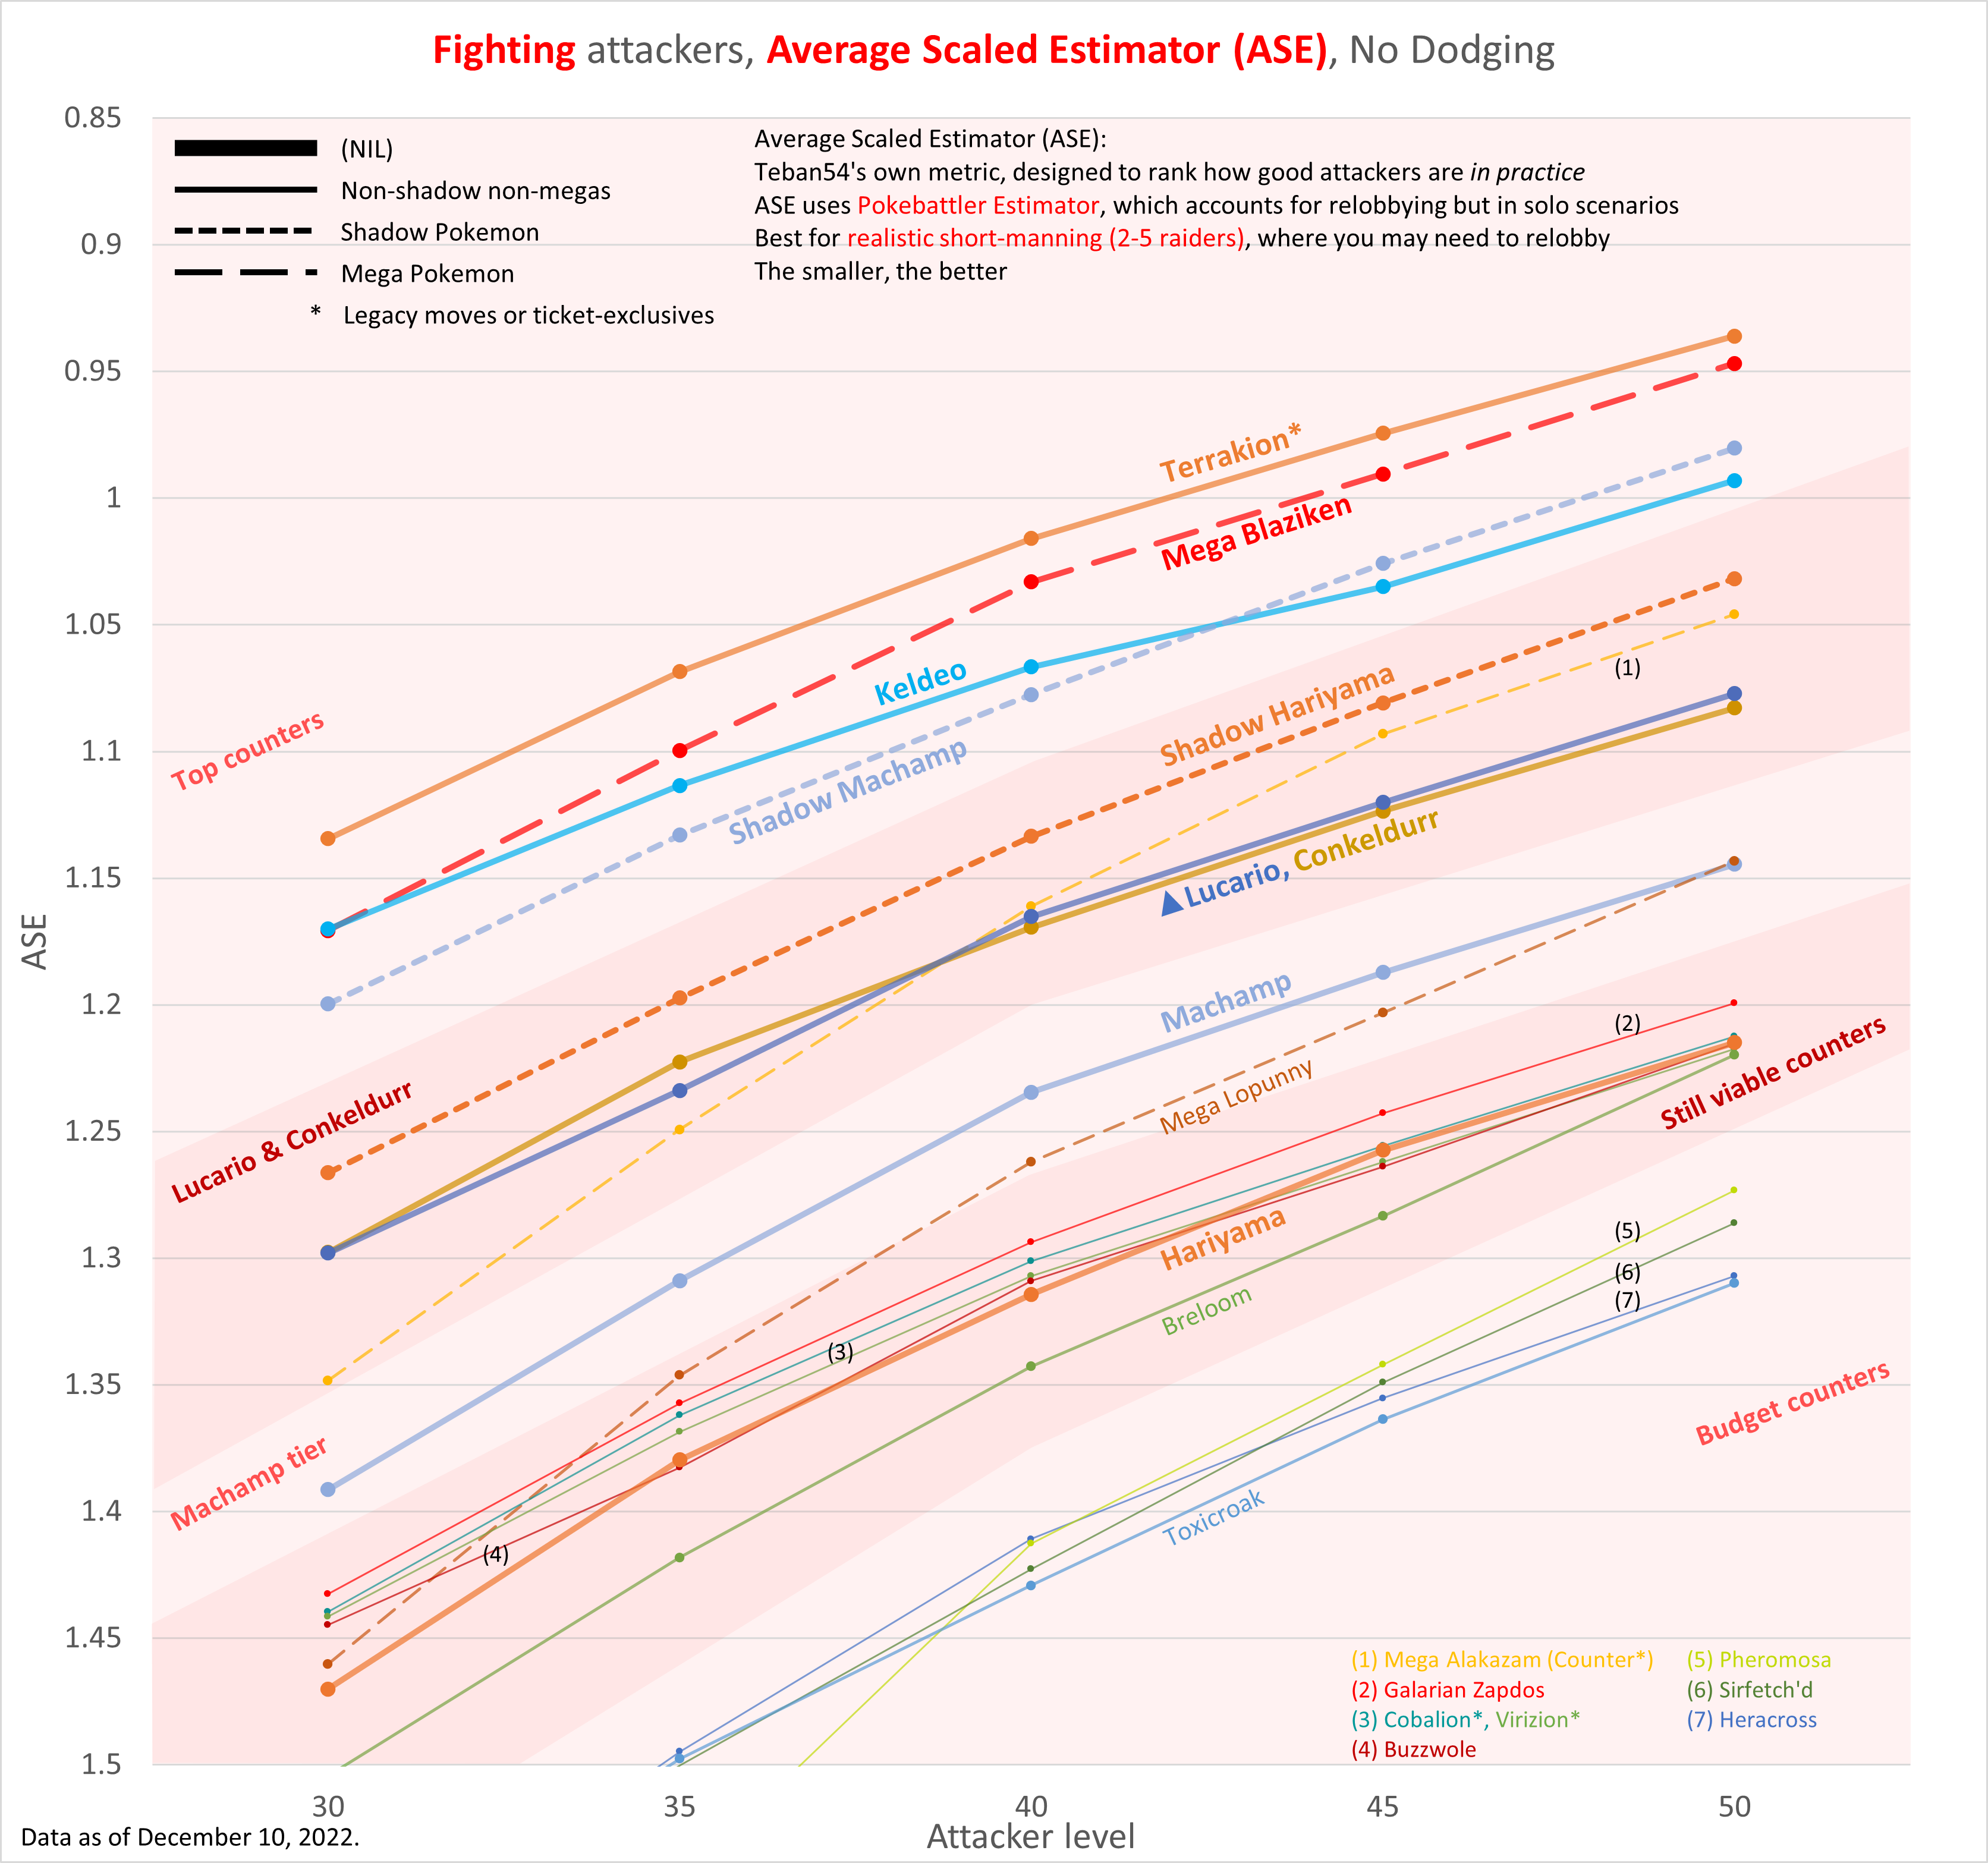 Fighting attackers, Average Scaled Estimator (ASE), No Dodging
(NIL)
Non-shadow non-megas
Shadow Pokemon
Mega Pokemon
* Legacy moves or ticket-exclusives
Average Scaled Estimator (ASE):
Teban54's own metric, designed to rank how good attackers are in practice
ASE uses Pokebattler Estimator, which accounts for relobbying but in solo scenarios
Best for realistic short-manning (2-5 raiders), where you may need to relobby
The smaller, the better
ASE
0.85
0.9
0.95
1
1.05
1.1
1.15
1.2
1.25
1.3
1.35
1.4
1.45
1.5
Terrakion*
Mega Blaziken
Keldeo
Shadow Machamp
Top counters
Shadow Hariyama
(1)
Lucario, Conkeldurr
Lucario & Conkeldurr
Machamp
(2)
Mega Lopunny
Still viable counters
Hariyama
(5)
(6)
(7)
Breloom
(3)
Budget counters
Machamp tier
(4)
Toxicroak
(1) Mega Alakazam (Counter*)
(2) Galarian Zapdos
(3) Cobalion*, Virizion*
(4) Buzzwole
(5) Pheromosa
(6) Sirfetch'd
(7) Heracross
30
35
40
45
50
Attacker level
Data as of December 10, 2022.